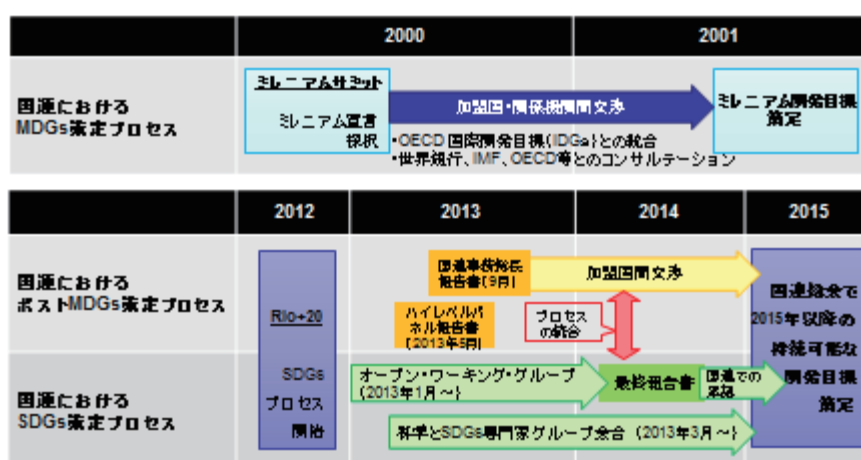 2000
2001
国連における
MDGs策定プロセス
ミレニアムサミット
ミレニアム宣言
採択
加盟国・関係機関間交渉
・OECD国際開発目標(IDGs)との統合
・世界銀行、IMF、OECD等とのコンサルテーション
ミレニアム開発目標
策定
2012
2013
2014
2015
国連における
ポストMDGs策定プロセス
国連における
SDGs策定プロセス
Rio+20
SDGs
プロセス
開始
国連事務総長
報告書(9月)
加盟国間交渉
ハイレベルパ
ネル報告書
(2013年5月)
プロセス
の統合
オープン・ワーキング・グループ
(2013年1月～)
最終報告書
国連での
承認
科学とSDGs専門家グループ会合 (2013年3月～)
国連総会で
2015年以降の
持続可能な
開発目標
策定